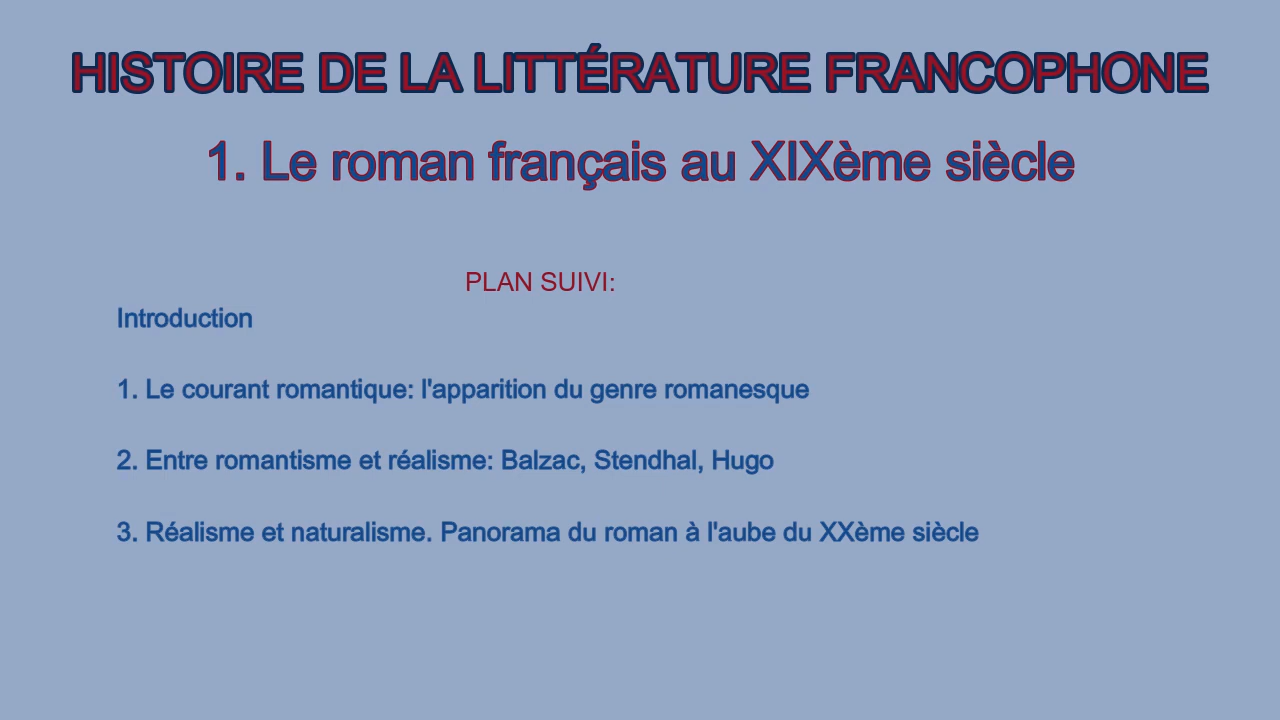 HISTOIRE DE LA LITTÉRATURE FRANCOPHONE
1. Le roman français au XIXème siècle
PLAN SUIVI:
Introduction
1. Le courant romantique: l'apparition du genre romanesque
2. Entre romantisme et réalisme: Balzac, Stendhal, Hugo
3. Réalisme et naturalisme. Panorama du roman à l'aube du XXème siècle